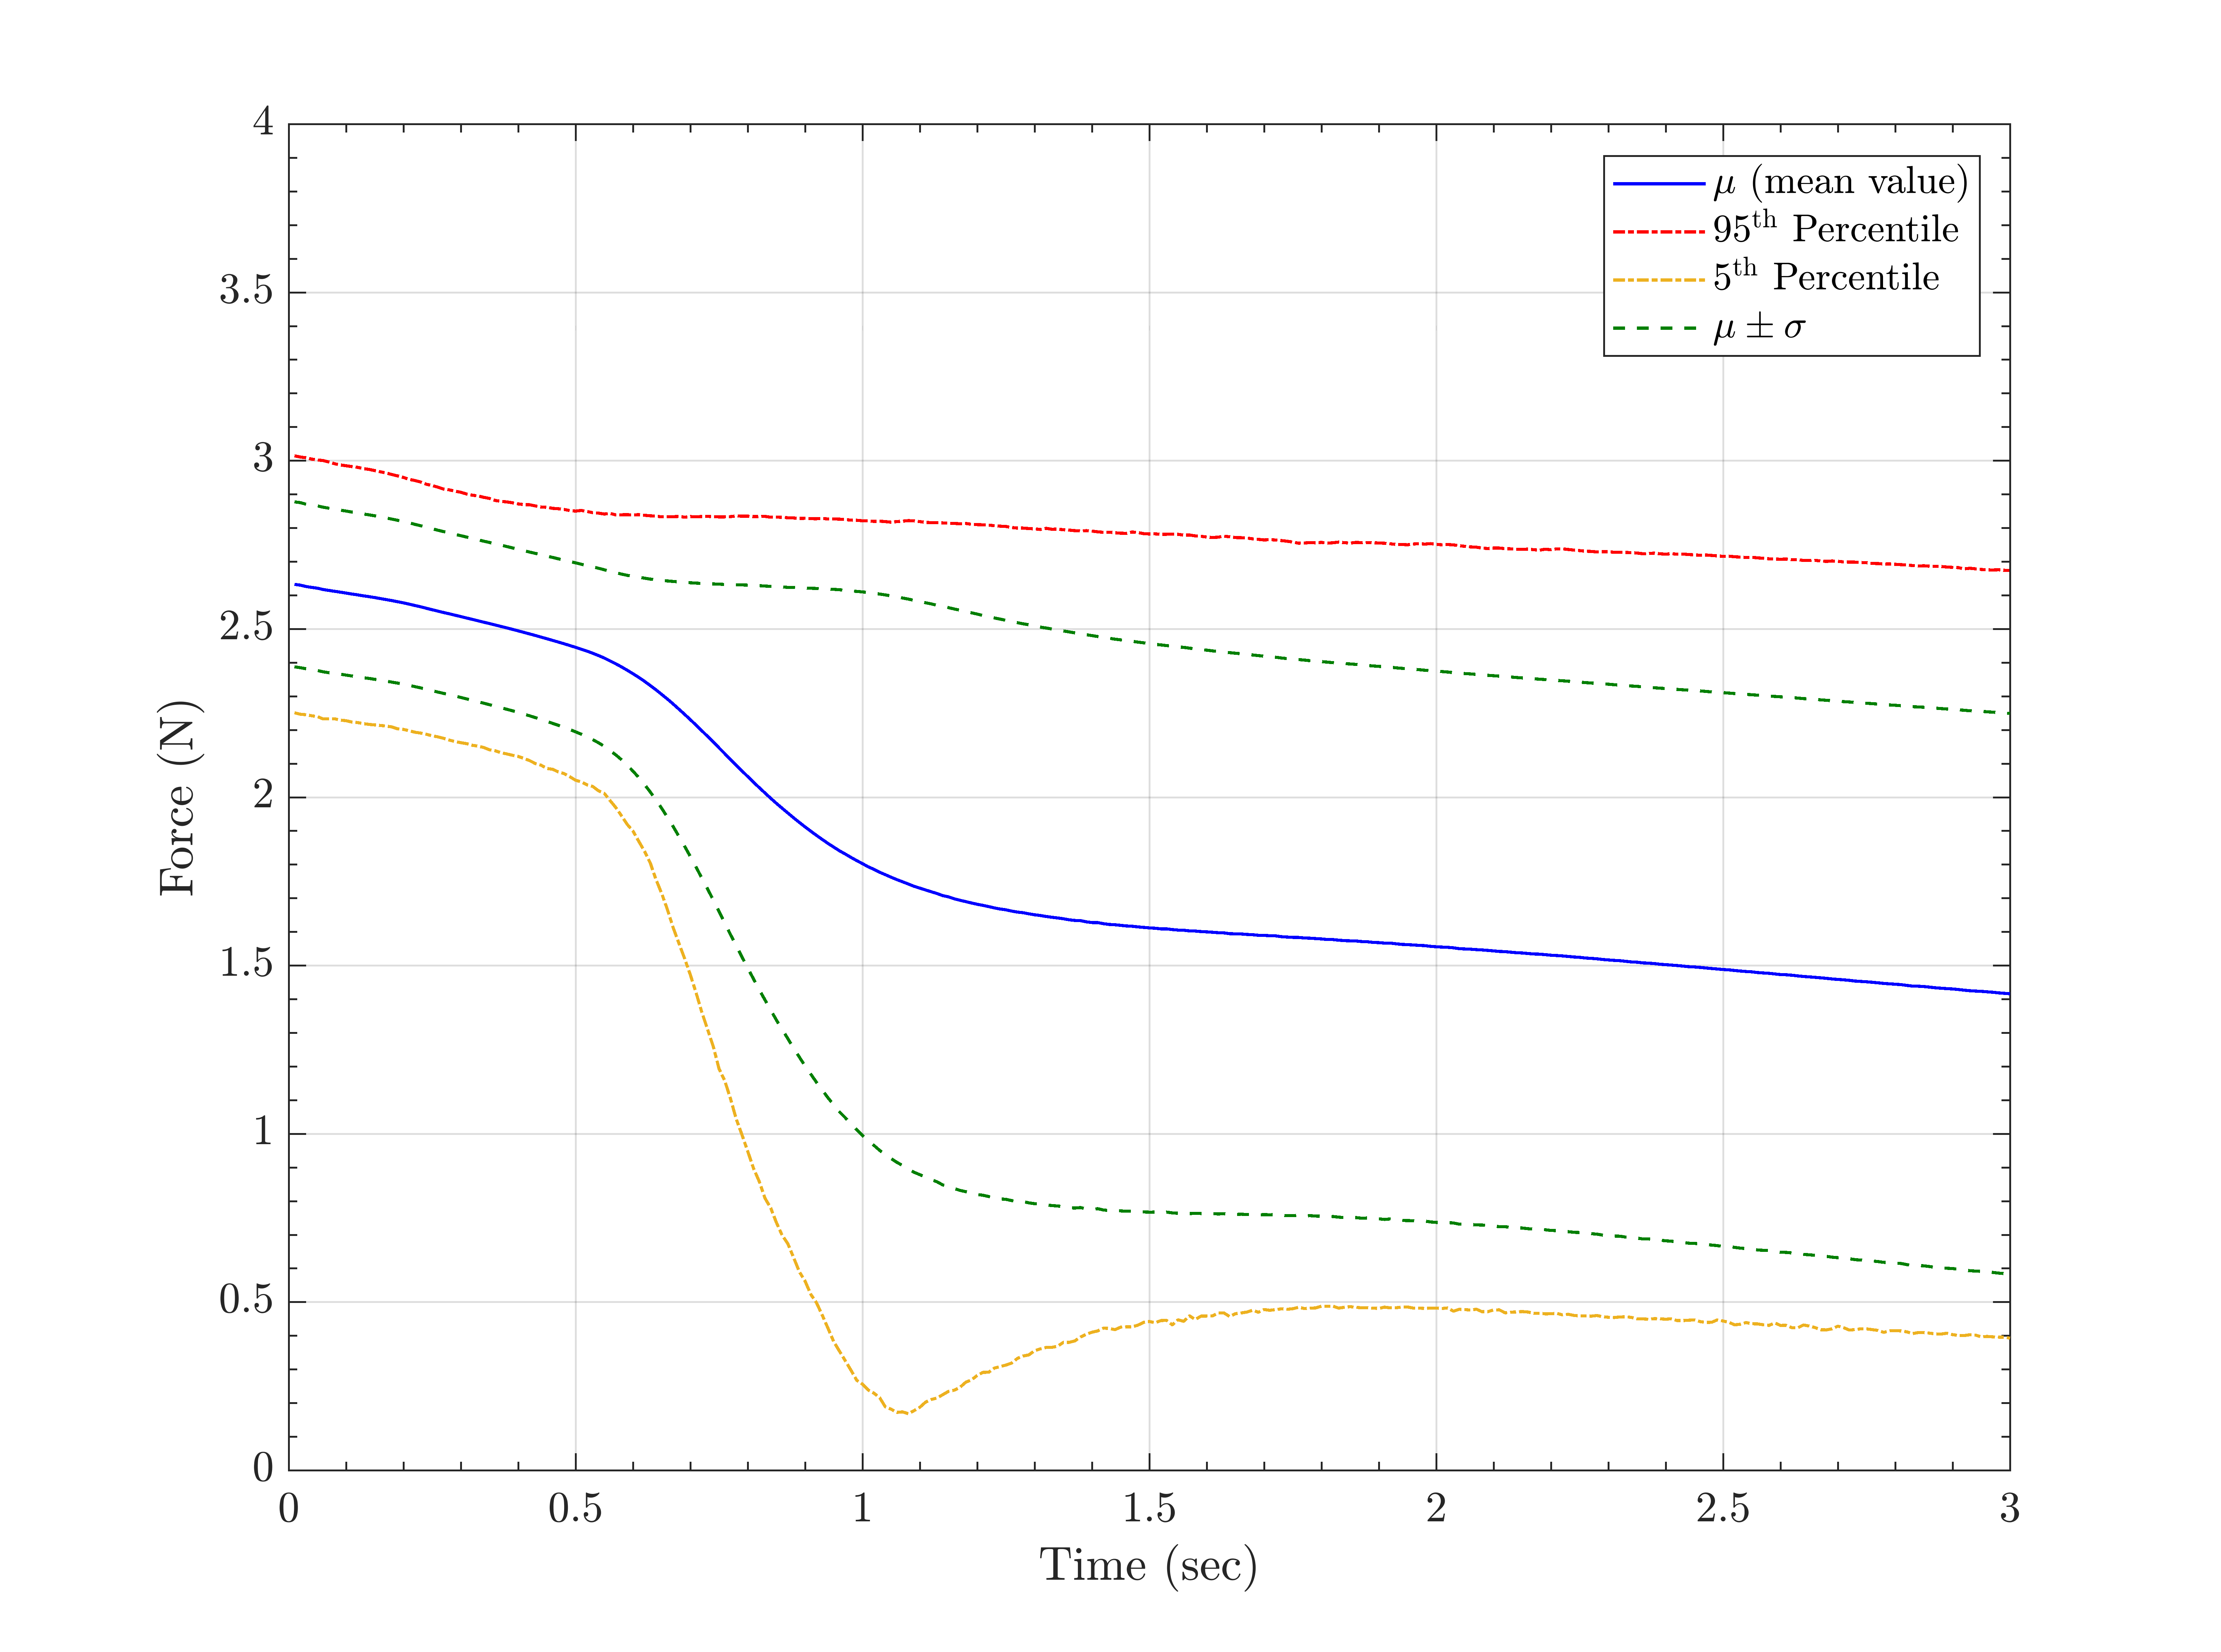 4
3.5
3
2.5
2
1.5
1
0.5
0
Force (N)
0 0.5 1 1.5 2 2.5 3
Time (sec)
μ (mean value)
95th Percentile
5th Percentile
μ ± σ